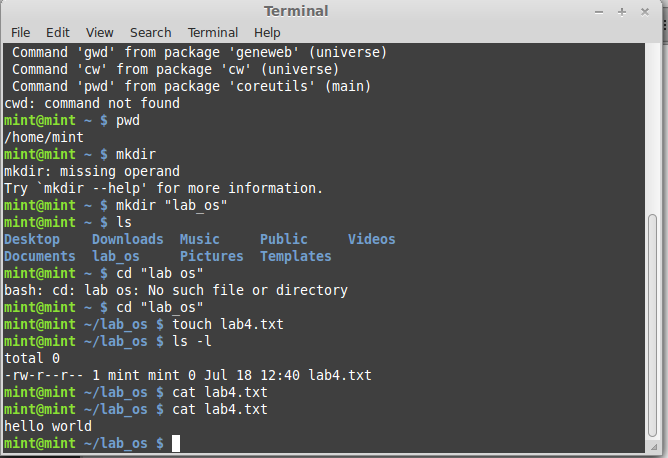 Terminal
File Edit View Search Terminal Help
Command 'gwd' from package 'geneweb' (universe)
Command 'cw' from package 'cw' (universe)
Command 'pwd' from package 'coreutils' (main)
cwd: command not found
mint@mint ~ $ pwd
/home/mint
mint@mint ~ $ mkdir
mkdir: missing operand
Try `mkdir --help' for more information.
mint@mint ~ $ mkdir "lab_os"
mint@mint ~ $ ls
Desktop    Downloads  Music     Public     Videos
Documents  lab_os     Pictures  Templates
mint@mint ~ $ cd "lab os"
bash: cd: lab os: No such file or directory
mint@mint ~ $ cd "lab_os"
mint@mint ~/lab_os $ touch lab4.txt
mint@mint ~/lab_os $ ls -l
total 0
-rw-r--r-- 1 mint mint 0 Jul 18 12:40 lab4.txt
mint@mint ~/lab_os $ cat lab4.txt
mint@mint ~/lab_os $ cat lab4.txt
hello world
mint@mint ~/lab_os $